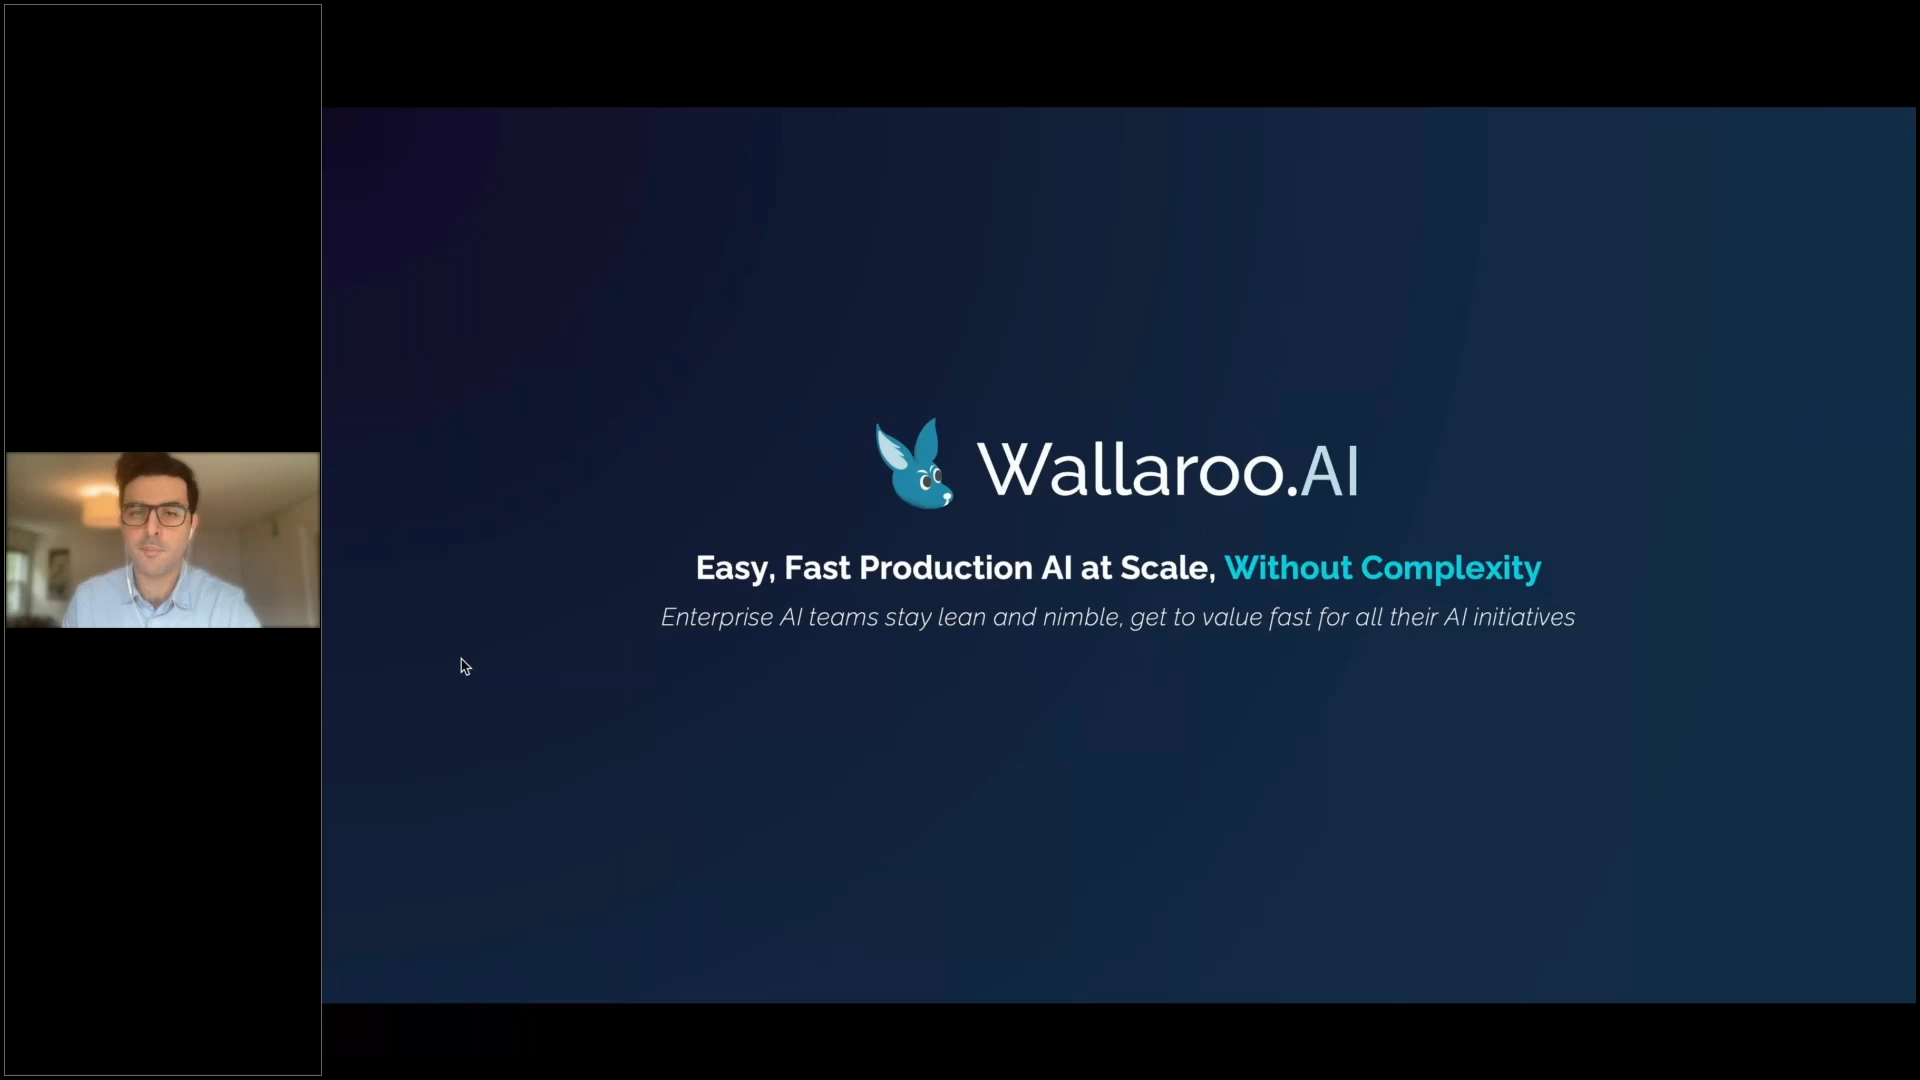 Wallaroo.AI
Easy, Fast Production AI at Scale, Without Complexity
Enterprise AI teams stay lean and nimble, get to value fast for all their AI initiatives